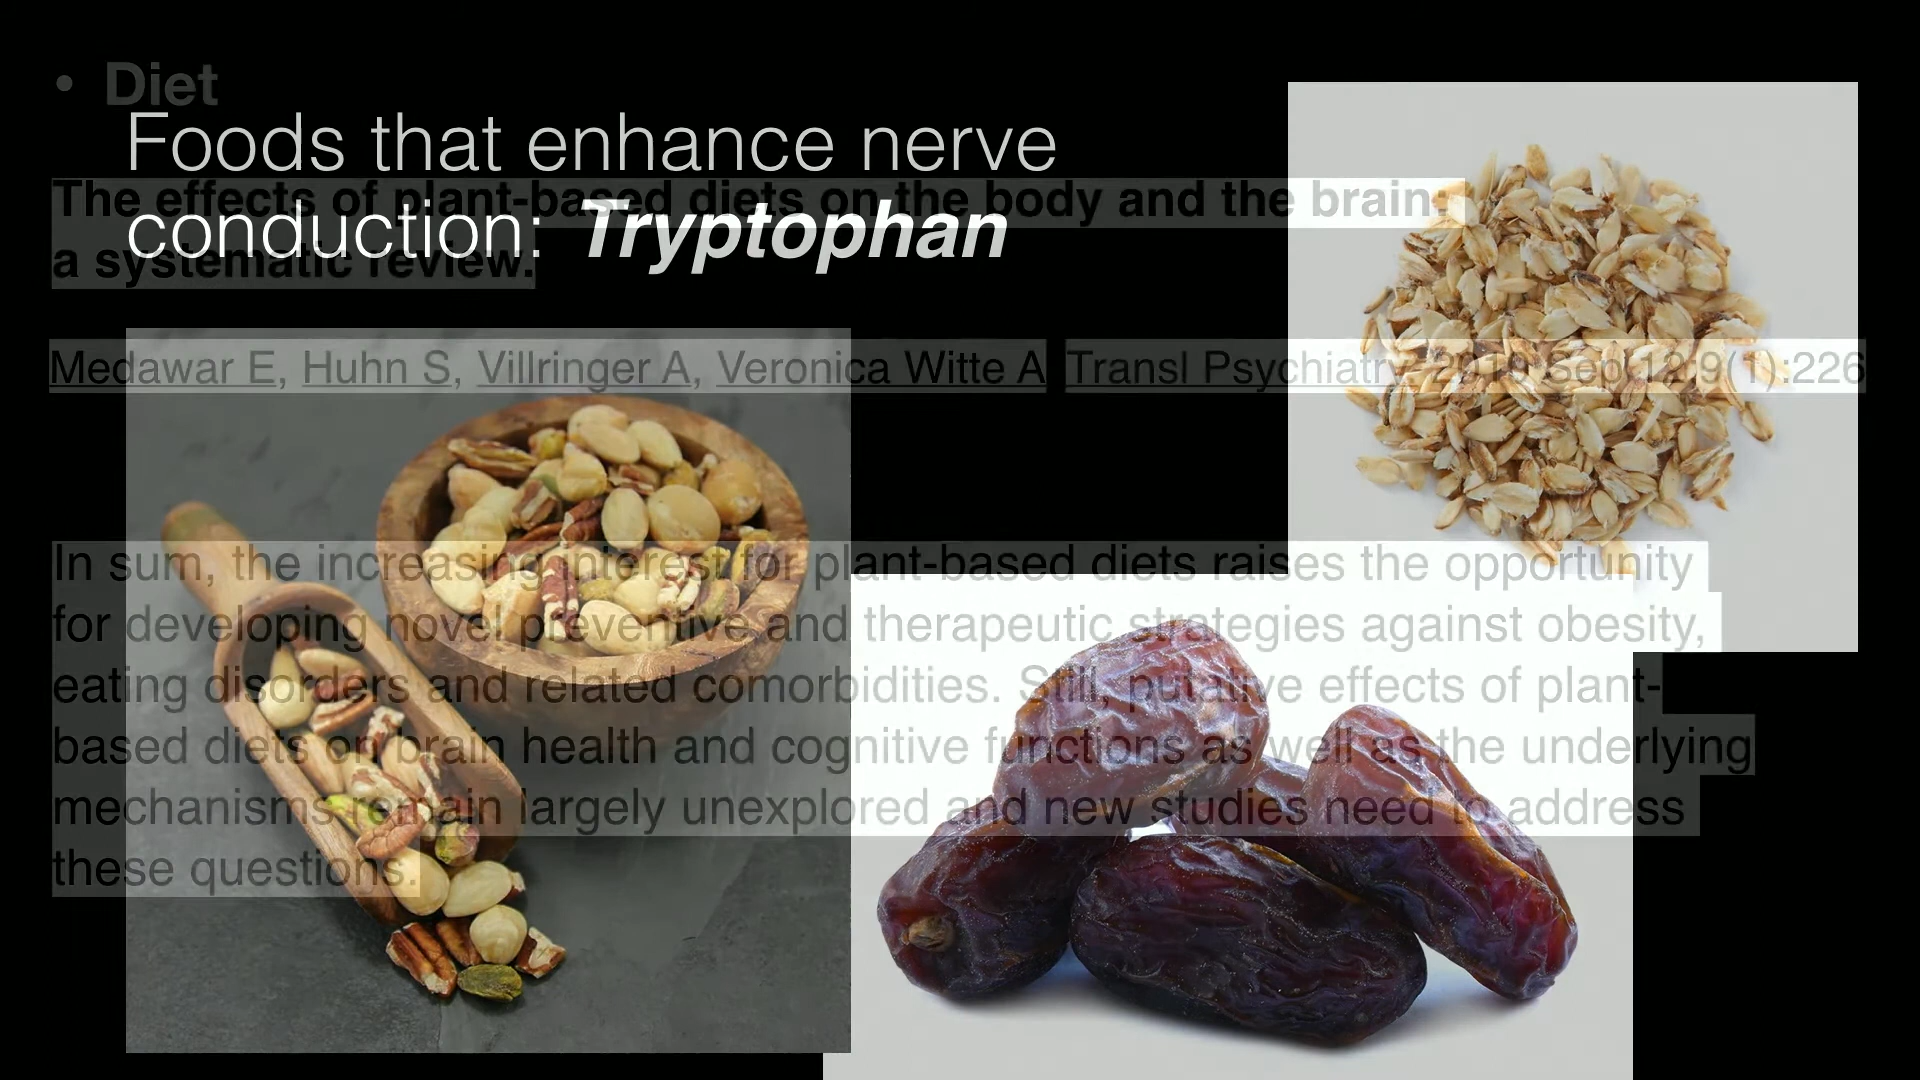 • Diet
Foods that enhance nerve
conduction: Tryptophan
The effects of plant-based diets on the body and the brain:
a systematic review.
Medawar E, Huhn S, Villringer A, Veronica Witte A Transl Psychiatry 2019 Sep 12;9(1):226
In sum, the increasing interest for plant-based diets raises the opportunity
for developing novel preventive and therapeutic strategies against obesity,
eating disorders and related comorbidities. Still, putative effects of plant-
based diets on brain health and cognitive functions as well as the underlying
mechanisms remain largely unexplored and new studies need to address
these questions.